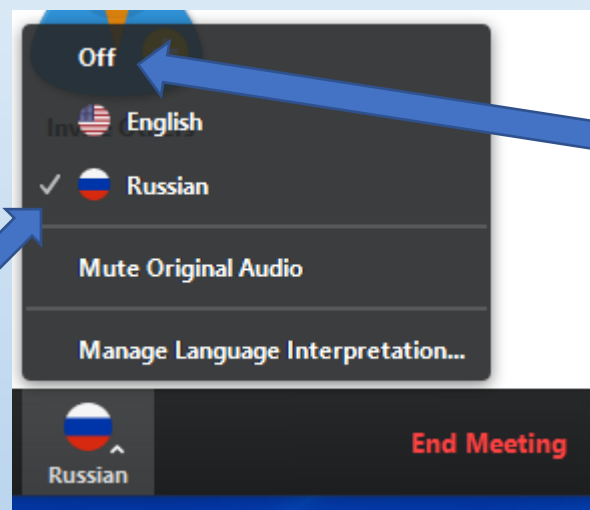 Off
English
Russian
Mute Original Audio
Manage Language Interpretation...
Russian
End Meeting